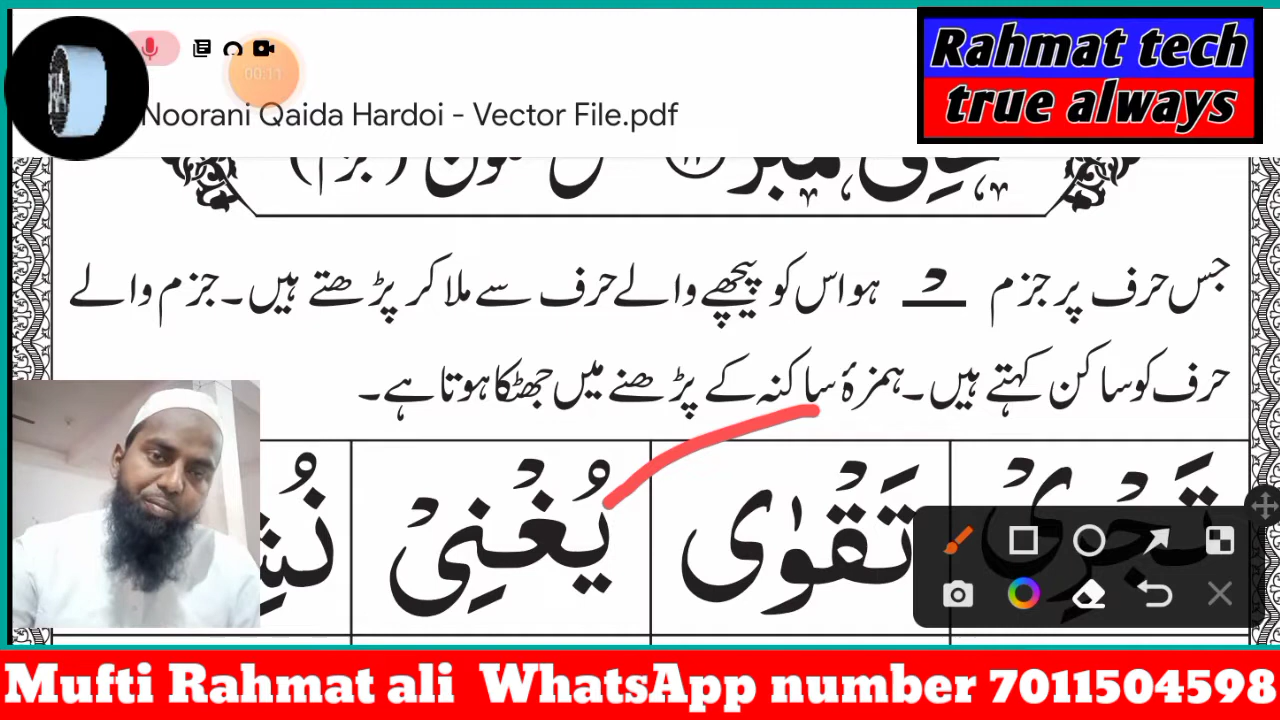 Rahmat tech
true always
00:11
Noorani Qaida Hardoi - Vector File.pdf
جس حرف پر جزم ـْـ ہو اس کو پیچھے والے حرف سے ملا کر پڑھتے ہیں۔ جزم والے
حرف کو ساکن کہتے ہیں۔ ہمزۂ ساکنہ کے پڑھنے میں جھٹکا ہوتا ہے۔
تَجْرِيْ تَقْوٰى يُغْنِيْ
Mufti Rahmat ali WhatsApp number 7011504598